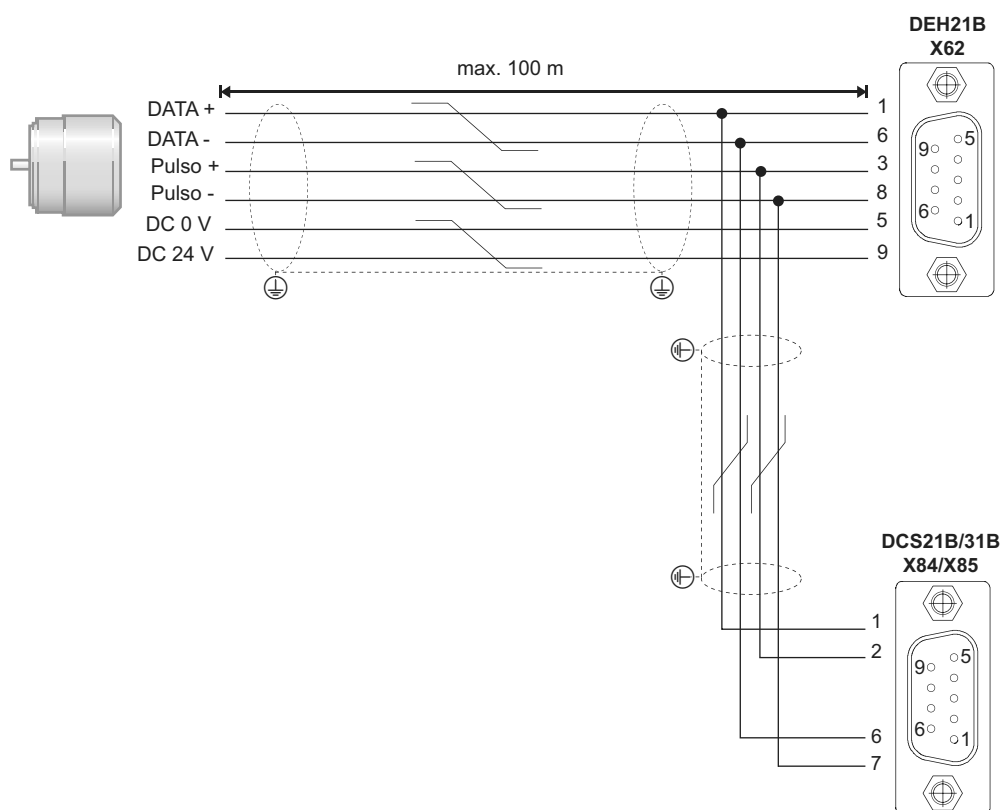 DEH21B
X62
max. 100 m
DATA + 1
DATA - 6
Pulso + 3
Pulso - 8
DC 0 V 5
DC 24 V 9
9 5
6 1
DCS21B/31B
X84/X85
1
2
6
7
9 5
6 1